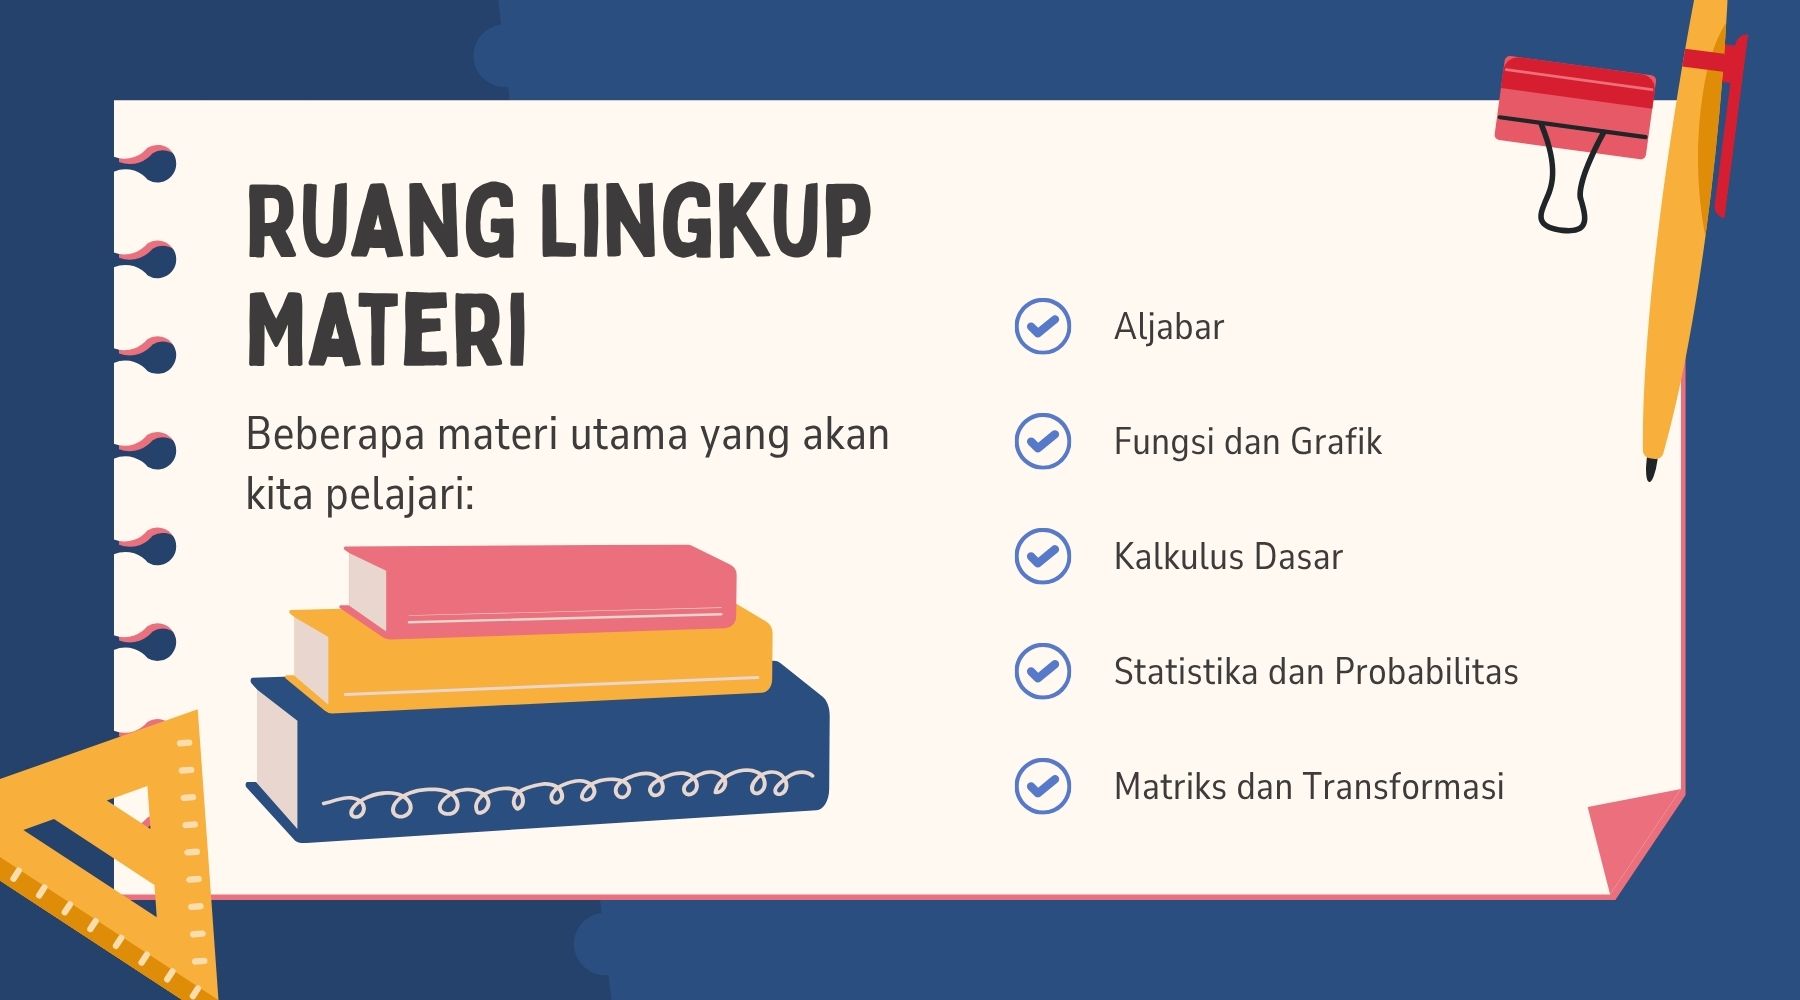 RUANG LINGKUP
MATERI
Beberapa materi utama yang akan
kita pelajari:
Aljabar
Fungsi dan Grafik
Kalkulus Dasar
Statistika dan Probabilitas
Matriks dan Transformasi